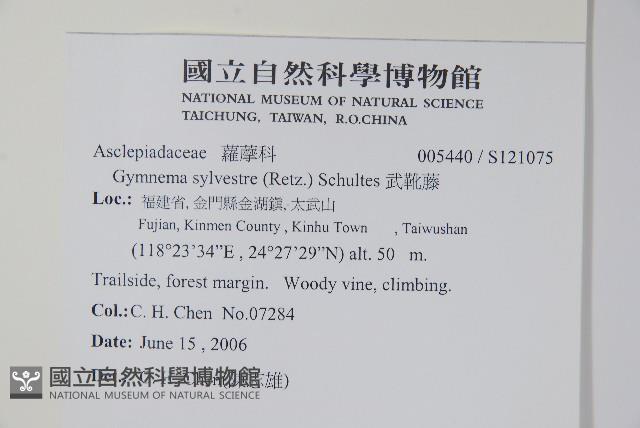 國立自然科學博物館
NATIONAL MUSEUM OF NATURAL SCIENCE
TAICHUNG, TAIWAN, R.O.CHINA
Asclepiadaceae 蘿藦科 005440 / S121075
Gymnema sylvestre (Retz.) Schultes 武靴藤
Loc.: 福建省, 金門縣金湖鎮, 太武山
Fujian, Kinmen County , Kinhu Town , Taiwushan
(118°23’34”E , 24°27’29”N) alt. 50 m.
Trailside, forest margin. Woody vine, climbing.
Col.: C. H. Chen No.07284
Date: June 15 , 2006
志雄)
國立自然科學博物館
NATIONAL MUSEUM OF NATURAL SCIENCE